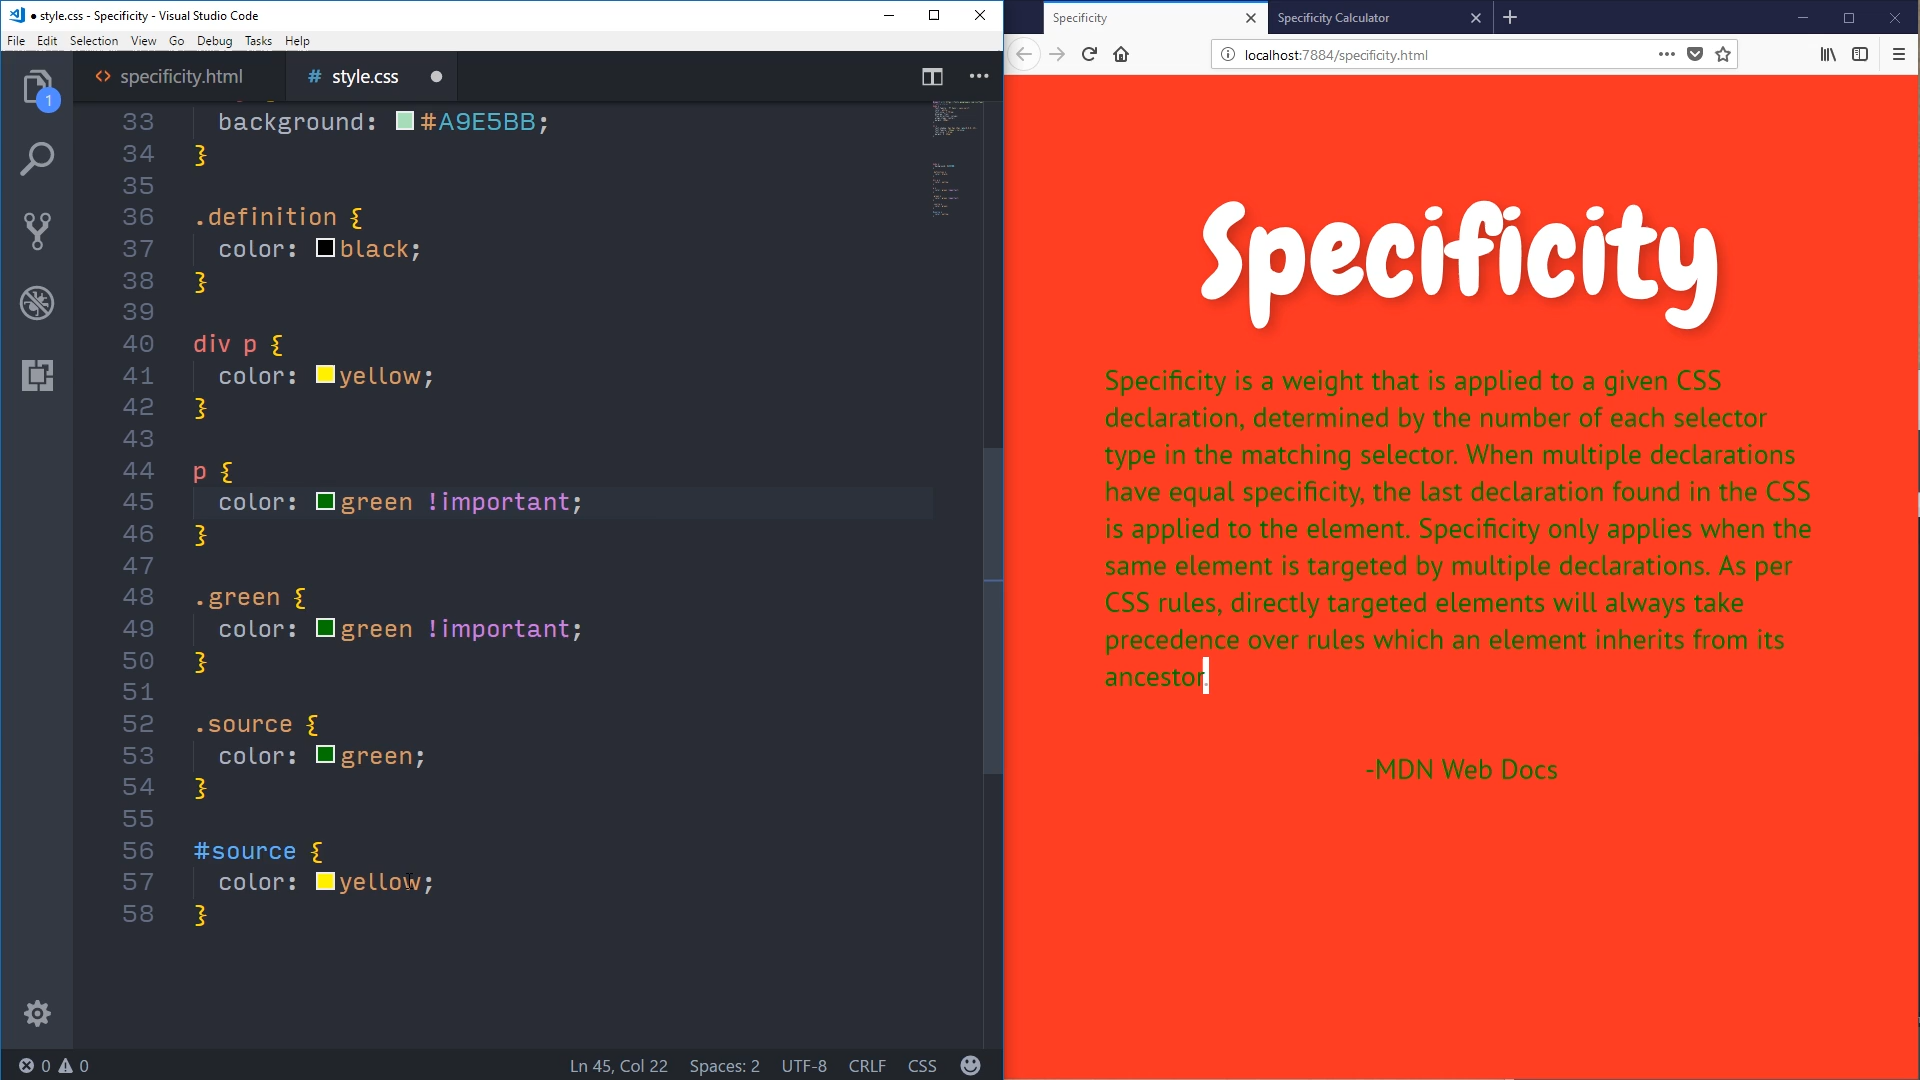 ● style.css - Specificity - Visual Studio Code
File Edit Selection View Go Debug Tasks Help
<> specificity.html # style.css ●
1
33 background: #A9E5BB;
34 }
35
36 .definition {
37 color: black;
38 }
39
40 div p {
41 color: yellow;
42 }
43
44 p {
45 color: green !important;
46 }
47
48 .green {
49 color: green !important;
50 }
51
52 .source {
53 color: green;
54 }
55
56 #source {
57 color: yellow;
58 }
0 0 Ln 45, Col 22 Spaces: 2 UTF-8 CRLF CSS
Specificity Specificity Calculator
localhost:7884/specificity.html
Specificity
Specificity is a weight that is applied to a given CSS
declaration, determined by the number of each selector
type in the matching selector. When multiple declarations
have equal specificity, the last declaration found in the CSS
is applied to the element. Specificity only applies when the
same element is targeted by multiple declarations. As per
CSS rules, directly targeted elements will always take
precedence over rules which an element inherits from its
ancestor.
-MDN Web Docs